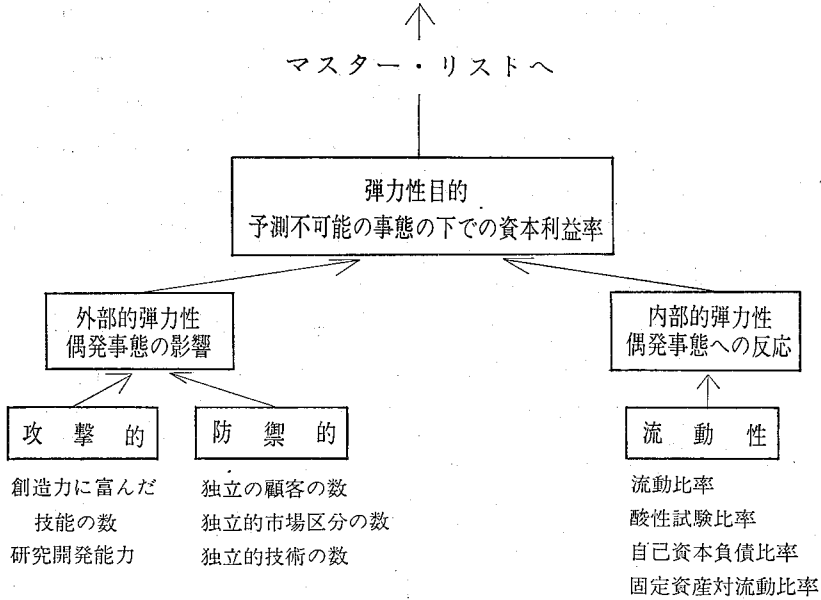 マスター・リストへ
弾力性目的
予測不可能の事態の下での資本利益率
外部的弾力性
偶発事態の影響
内部的弾力性
偶発事態への反応
攻撃的
防禦的
流動性
創造力に富んだ
技能の数
研究開発能力
独立の顧客の数
独立的市場区分の数
独立的技術の数
流動比率
酸性試験比率
自己資本負債比率
固定資産対流動比率